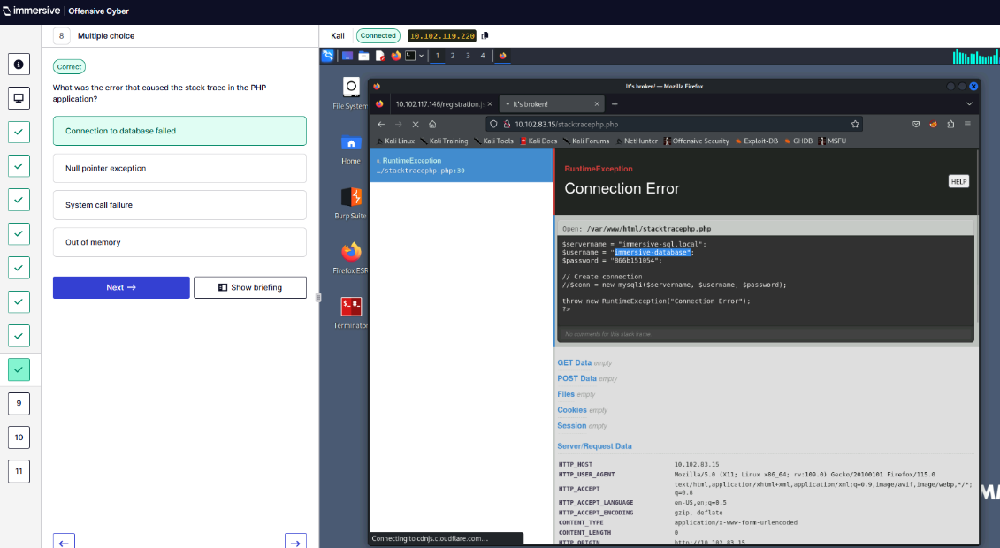 immersive | Offensive Cyber
8 Multiple choice
Correct
What was the error that caused the stack trace in the PHP
application?
Connection to database failed
Null pointer exception
System call failure
Out of memory
Next →
Show briefing
9
10
11
Kali Connected 10.102.119.220
1 2 3 4
File System
Home
Burp Suite
Firefox ESR
Terminator
It's broken! — Mozilla Firefox
10.102.117.146/registration.j
It's broken!
10.102.83.15/stacktracephp.php
Kali Linux Kali Training Kali Tools Kali Docs Kali Forums NetHunter Offensive Security Exploit-DB GHDB MSFU
RuntimeException
…/stacktracephp.php:30
RuntimeException
Connection Error
HELP
Open: /var/www/html/stacktracephp.php
$servername = "immersive-sql.local";
$username = "immersive-database";
$password = "866b151054";
// Create connection
//$conn = new mysqli($servername, $username, $password);
throw new RuntimeException("Connection Error");
?>
No comments for this stack frame.
GET Data empty
POST Data empty
Files empty
Cookies empty
Session empty
Server/Request Data
HTTP_HOST 10.102.83.15
HTTP_USER_AGENT Mozilla/5.0 (X11; Linux x86_64; rv:109.0) Gecko/20100101 Firefox/115.0
HTTP_ACCEPT text/html,application/xhtml+xml,application/xml;q=0.9,image/avif,image/webp,*/*;
q=0.8
HTTP_ACCEPT_LANGUAGE en-US,en;q=0.5
HTTP_ACCEPT_ENCODING gzip, deflate
CONTENT_TYPE application/x-www-form-urlencoded
CONTENT_LENGTH 0
HTTP_ORIGIN http://10.102.83.15
Connecting to cdnjs.cloudflare.com…